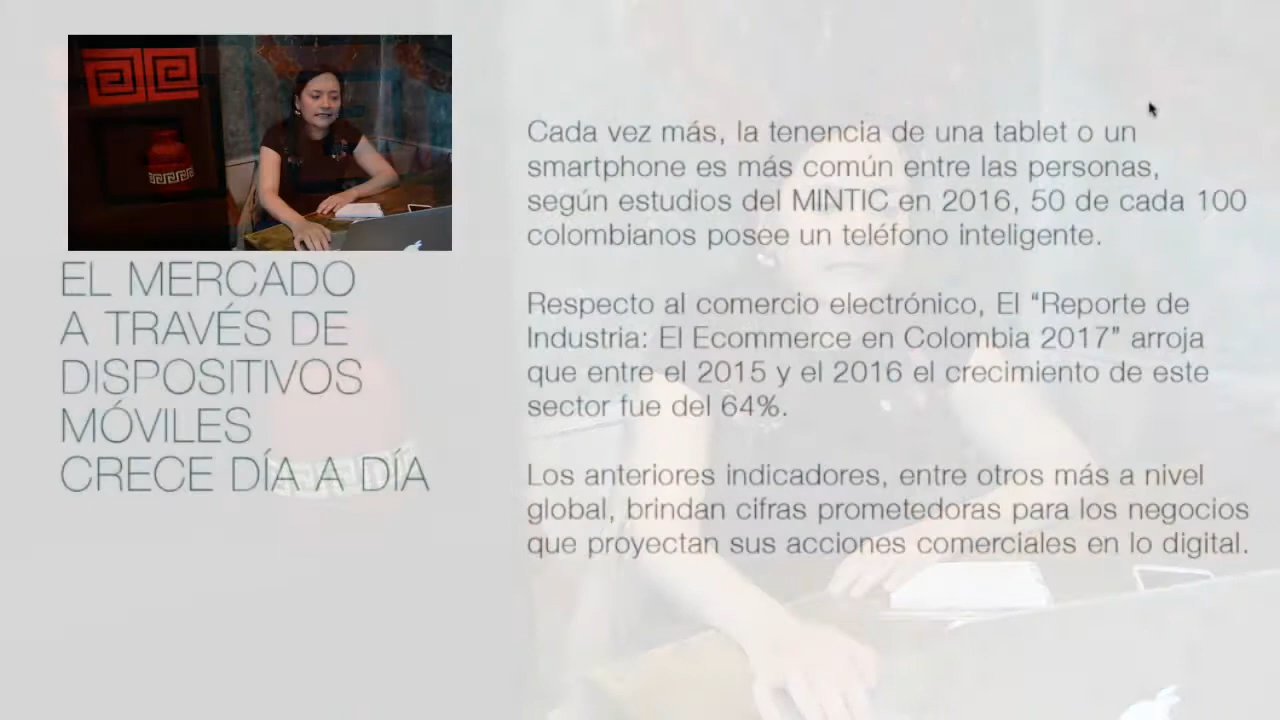 EL MERCADO
A TRAVÉS DE
DISPOSITIVOS
MÓVILES
CRECE DÍA A DÍA
Cada vez más, la tenencia de una tablet o un
smartphone es más común entre las personas,
según estudios del MINTIC en 2016, 50 de cada 100
colombianos posee un teléfono inteligente.
Respecto al comercio electrónico, El “Reporte de
Industria: El Ecommerce en Colombia 2017” arroja
que entre el 2015 y el 2016 el crecimiento de este
sector fue del 64%.
Los anteriores indicadores, entre otros más a nivel
global, brindan cifras prometedoras para los negocios
que proyectan sus acciones comerciales en lo digital.